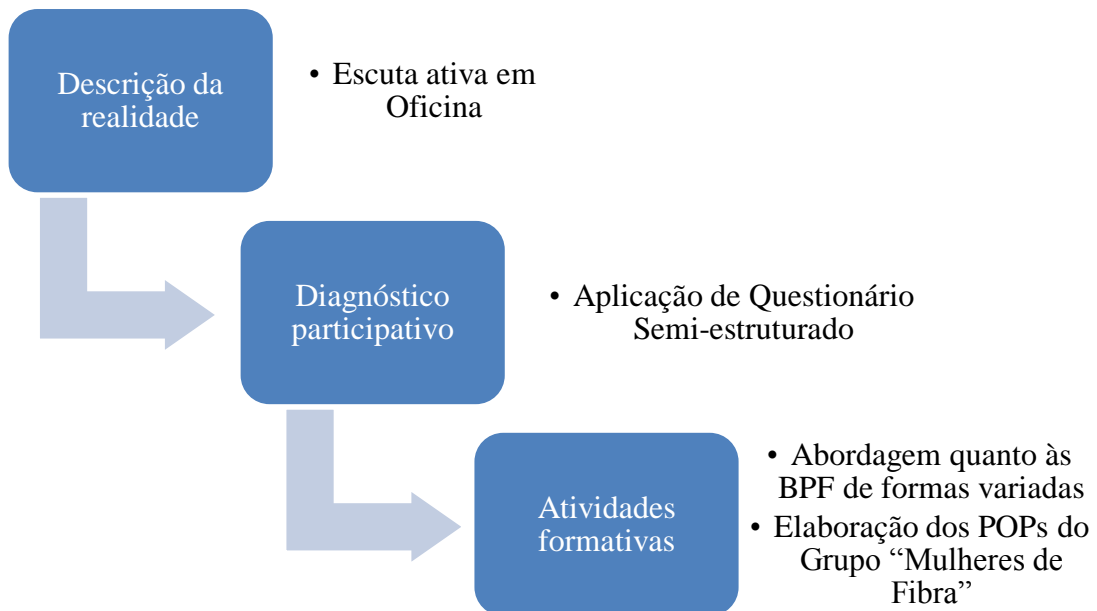 Descrição da
realidade
• Escuta ativa em
Oficina
Diagnóstico
participativo
• Aplicação de Questionário
Semi-estruturado
Atividades
formativas
• Abordagem quanto às
BPF de formas variadas
• Elaboração dos POPs do
Grupo “Mulheres de
Fibra”